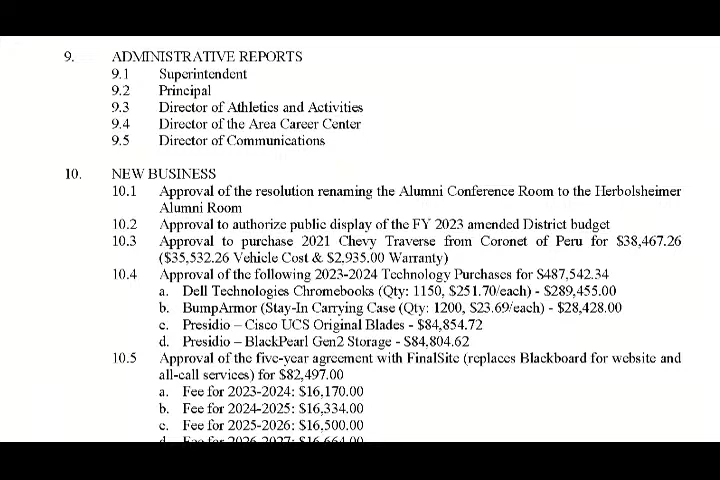 9. ADMINISTRATIVE REPORTS
9.1 Superintendent
9.2 Principal
9.3 Director of Athletics and Activities
9.4 Director of the Area Career Center
9.5 Director of Communications
10. NEW BUSINESS
10.1 Approval of the resolution renaming the Alumni Conference Room to the Herbolsheimer
Alumni Room
10.2 Approval to authorize public display of the FY 2023 amended District budget
10.3 Approval to purchase 2021 Chevy Traverse from Coronet of Peru for $38,467.26
($35,532.26 Vehicle Cost & $2,935.00 Warranty)
10.4 Approval of the following 2023-2024 Technology Purchases for $487,542.34
a. Dell Technologies Chromebooks (Qty: 1150, $251.70/each) - $289,455.00
b. BumpArmor (Stay-In Carrying Case (Qty: 1200, $23.69/each) - $28,428.00
c. Presidio – Cisco UCS Original Blades - $84,854.72
d. Presidio – BlackPearl Gen2 Storage - $84,804.62
10.5 Approval of the five-year agreement with FinalSite (replaces Blackboard for website and
all-call services) for $82,497.00
a. Fee for 2023-2024: $16,170.00
b. Fee for 2024-2025: $16,334.00
c. Fee for 2025-2026: $16,500.00
d. Fee for 2026-2027: $16,664.00